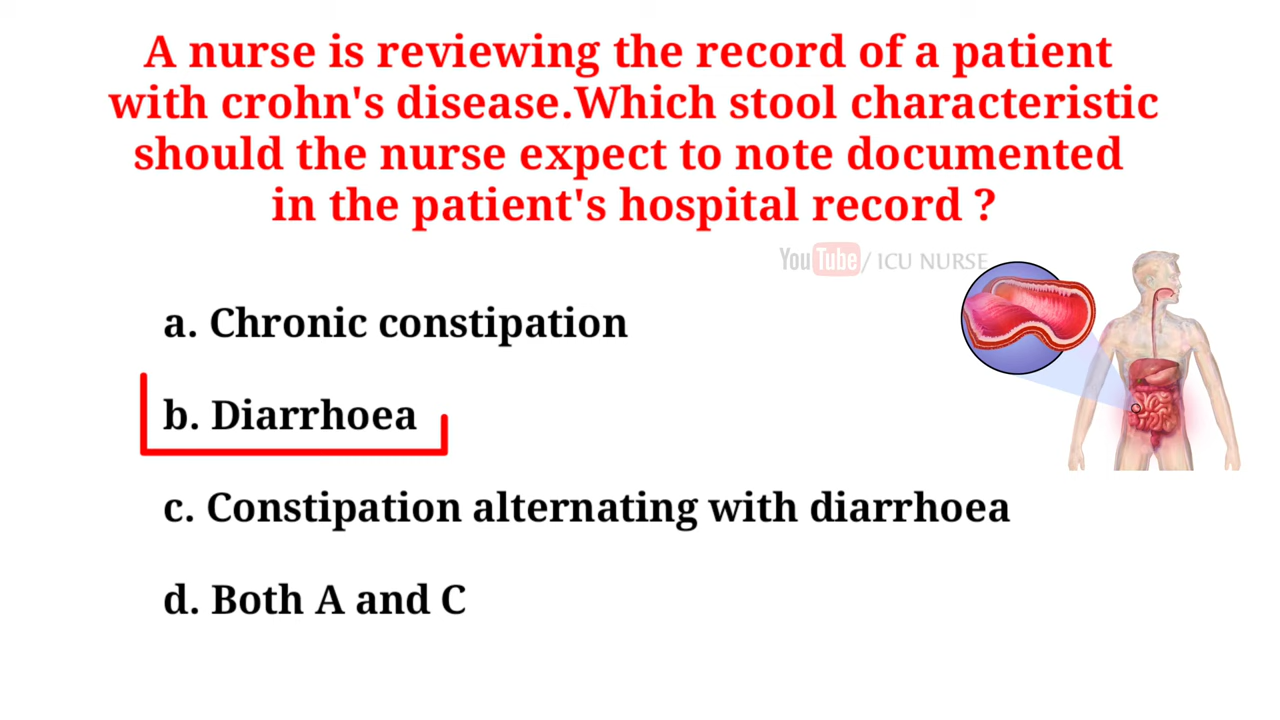 A nurse is reviewing the record of a patient
with crohn's disease.Which stool characteristic
should the nurse expect to note documented
in the patient's hospital record ?
YouTube/ ICU NURSE
a. Chronic constipation
b. Diarrhoea
c. Constipation alternating with diarrhoea
d. Both A and C